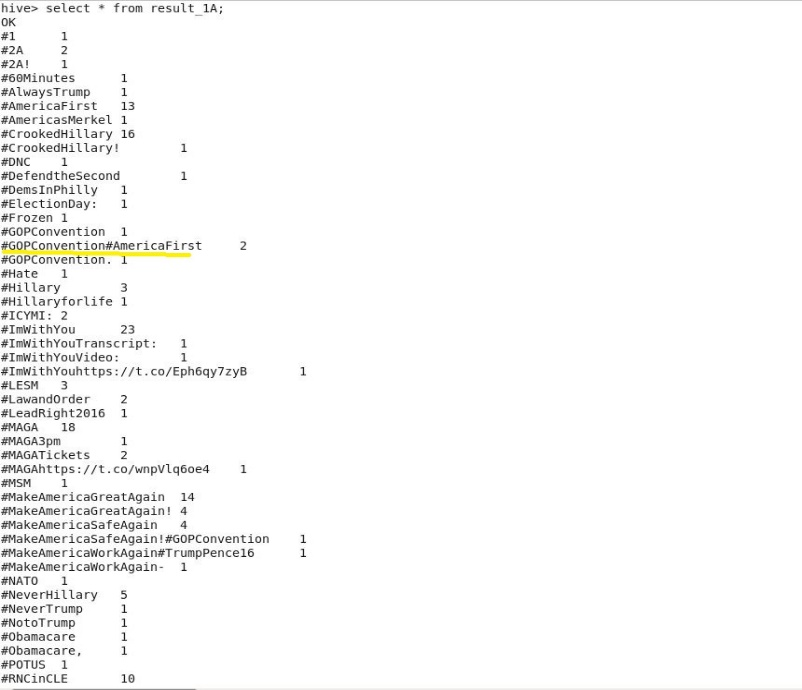 hive> select * from result_1A;
OK
#1 1
#2A 2
#2A! 1
#60Minutes 1
#AlwaysTrump 1
#AmericaFirst 13
#AmericasMerkel 1
#CrookedHillary 16
#CrookedHillary! 1
#DNC 1
#DefendtheSecond 1
#DemsInPhilly 1
#ElectionDay: 1
#Frozen 1
#GOPConvention 1
#GOPConvention#AmericaFirst 2
#GOPConvention. 1
#Hate 1
#Hillary 3
#Hillaryforlife 1
#ICYMI: 2
#ImWithYou 23
#ImWithYouTranscript: 1
#ImWithYouVideo: 1
#ImWithYouhttps://t.co/Eph6qy7zyB 1
#LESM 3
#LawandOrder 2
#LeadRight2016 1
#MAGA 18
#MAGA3pm 1
#MAGATickets 2
#MAGAhttps://t.co/wnpVlq6oe4 1
#MSM 1
#MakeAmericaGreatAgain 14
#MakeAmericaGreatAgain! 4
#MakeAmericaSafeAgain 4
#MakeAmericaSafeAgain!#GOPConvention 1
#MakeAmericaWorkAgain#TrumpPence16 1
#MakeAmericaWorkAgain- 1
#NATO 1
#NeverHillary 5
#NeverTrump 1
#NotoTrump 1
#Obamacare 1
#Obamacare, 1
#POTUS 1
#RNCinCLE 10